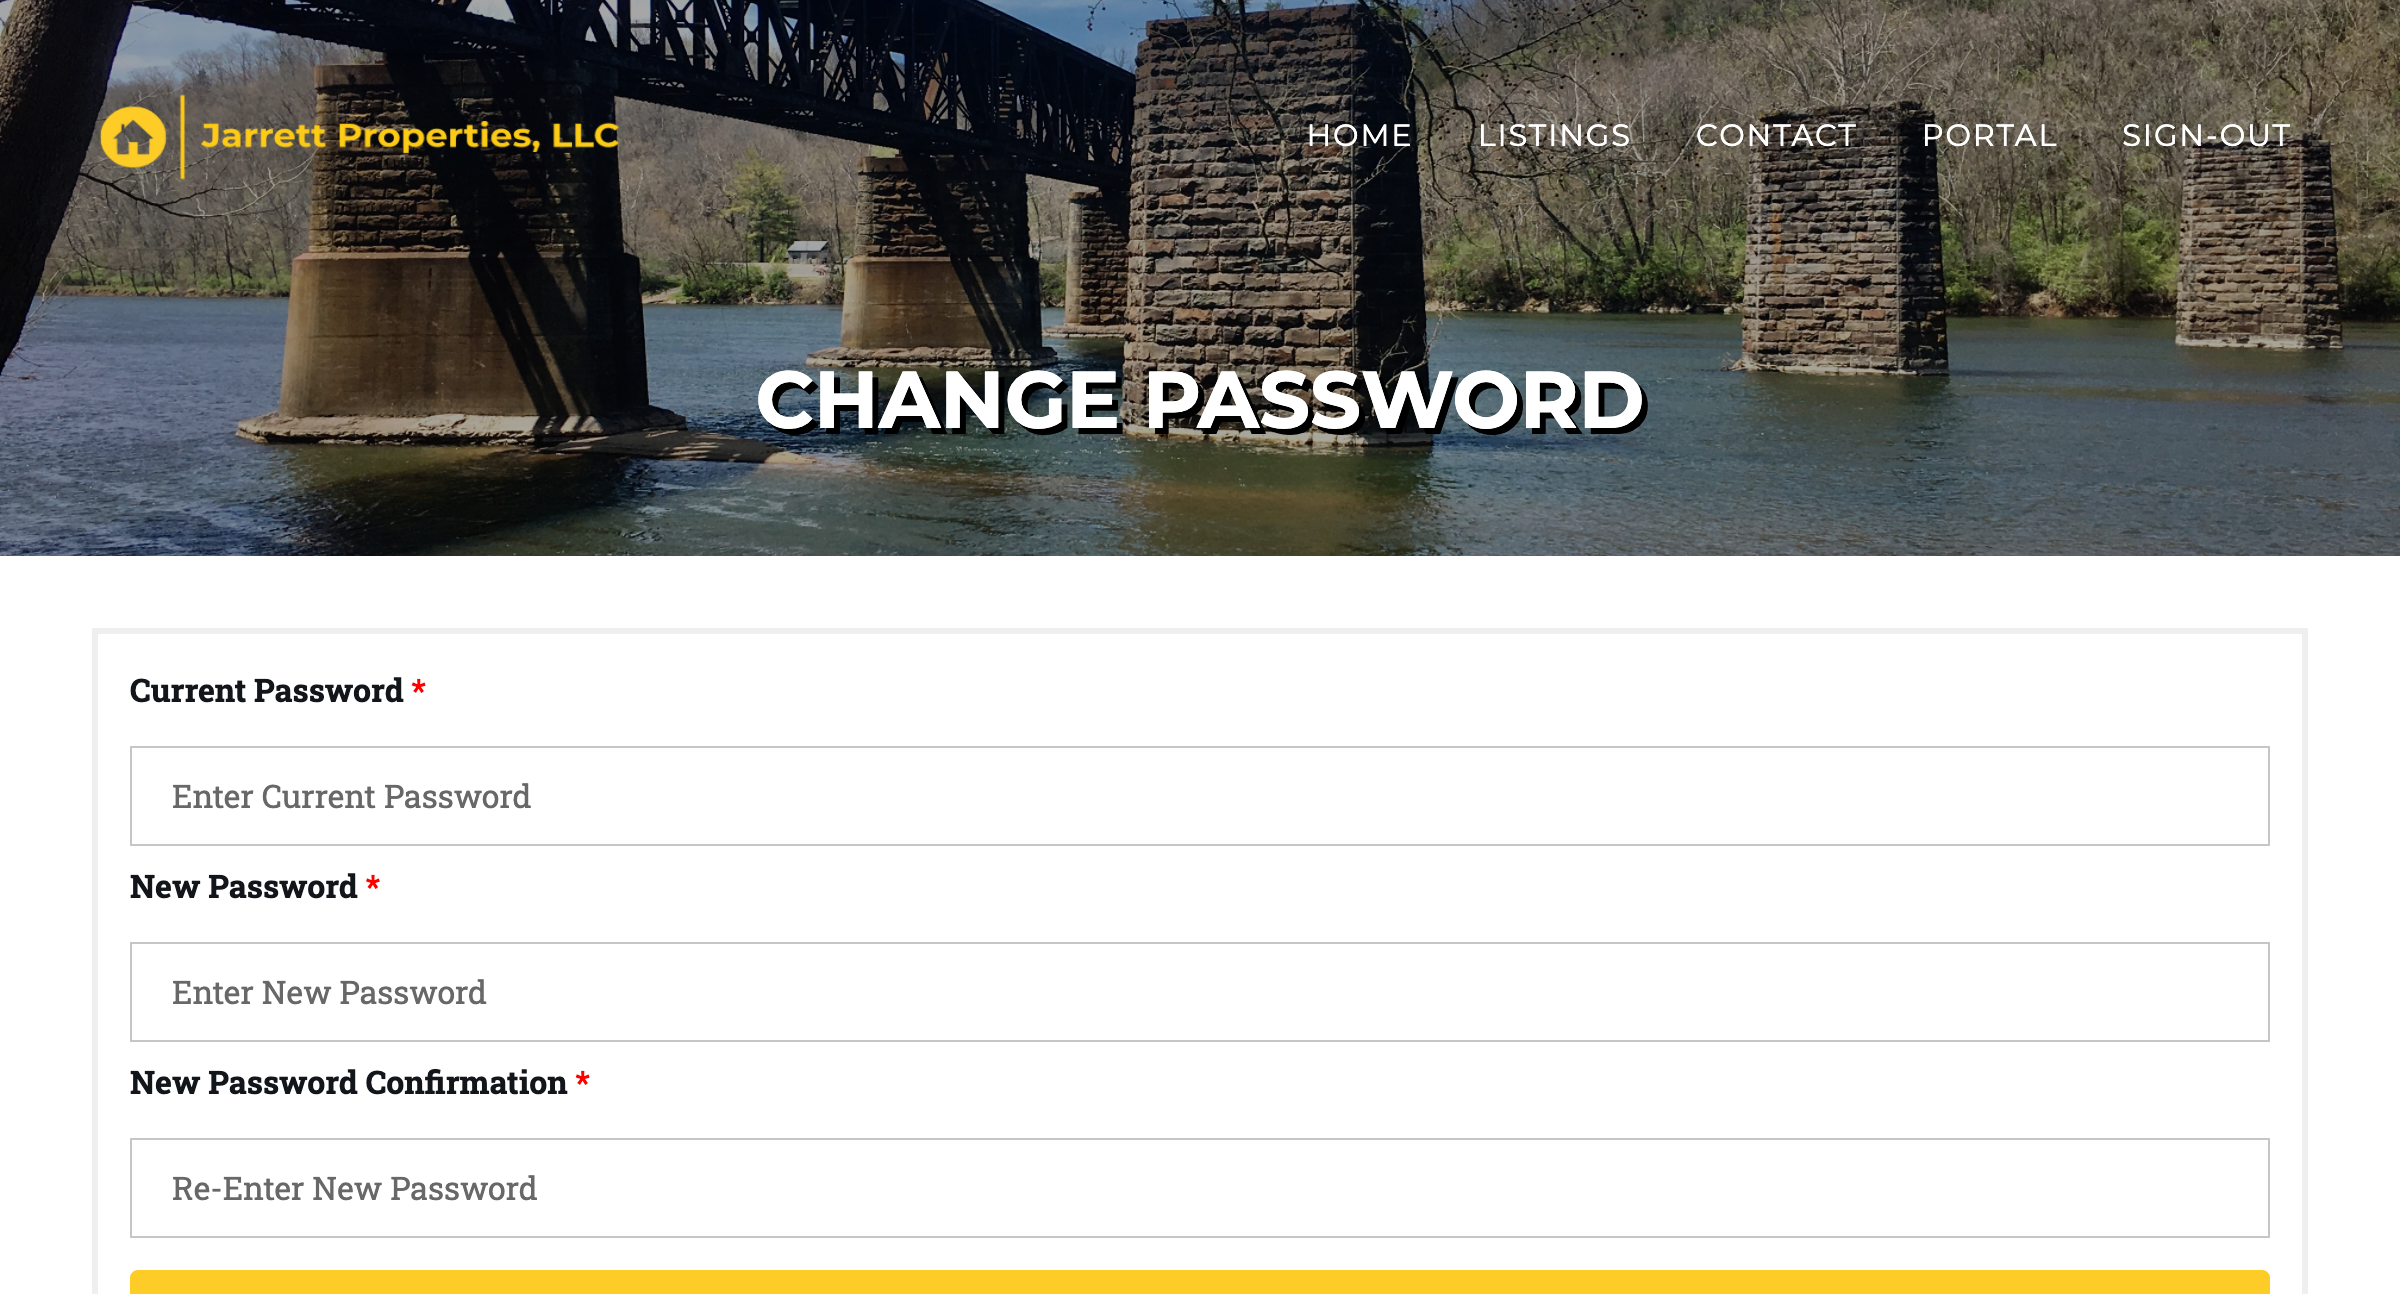 Jarrett Properties, LLC
HOME LISTINGS CONTACT PORTAL SIGN-OUT
CHANGE PASSWORD
Current Password *
Enter Current Password
New Password *
Enter New Password
New Password Confirmation *
Re-Enter New Password